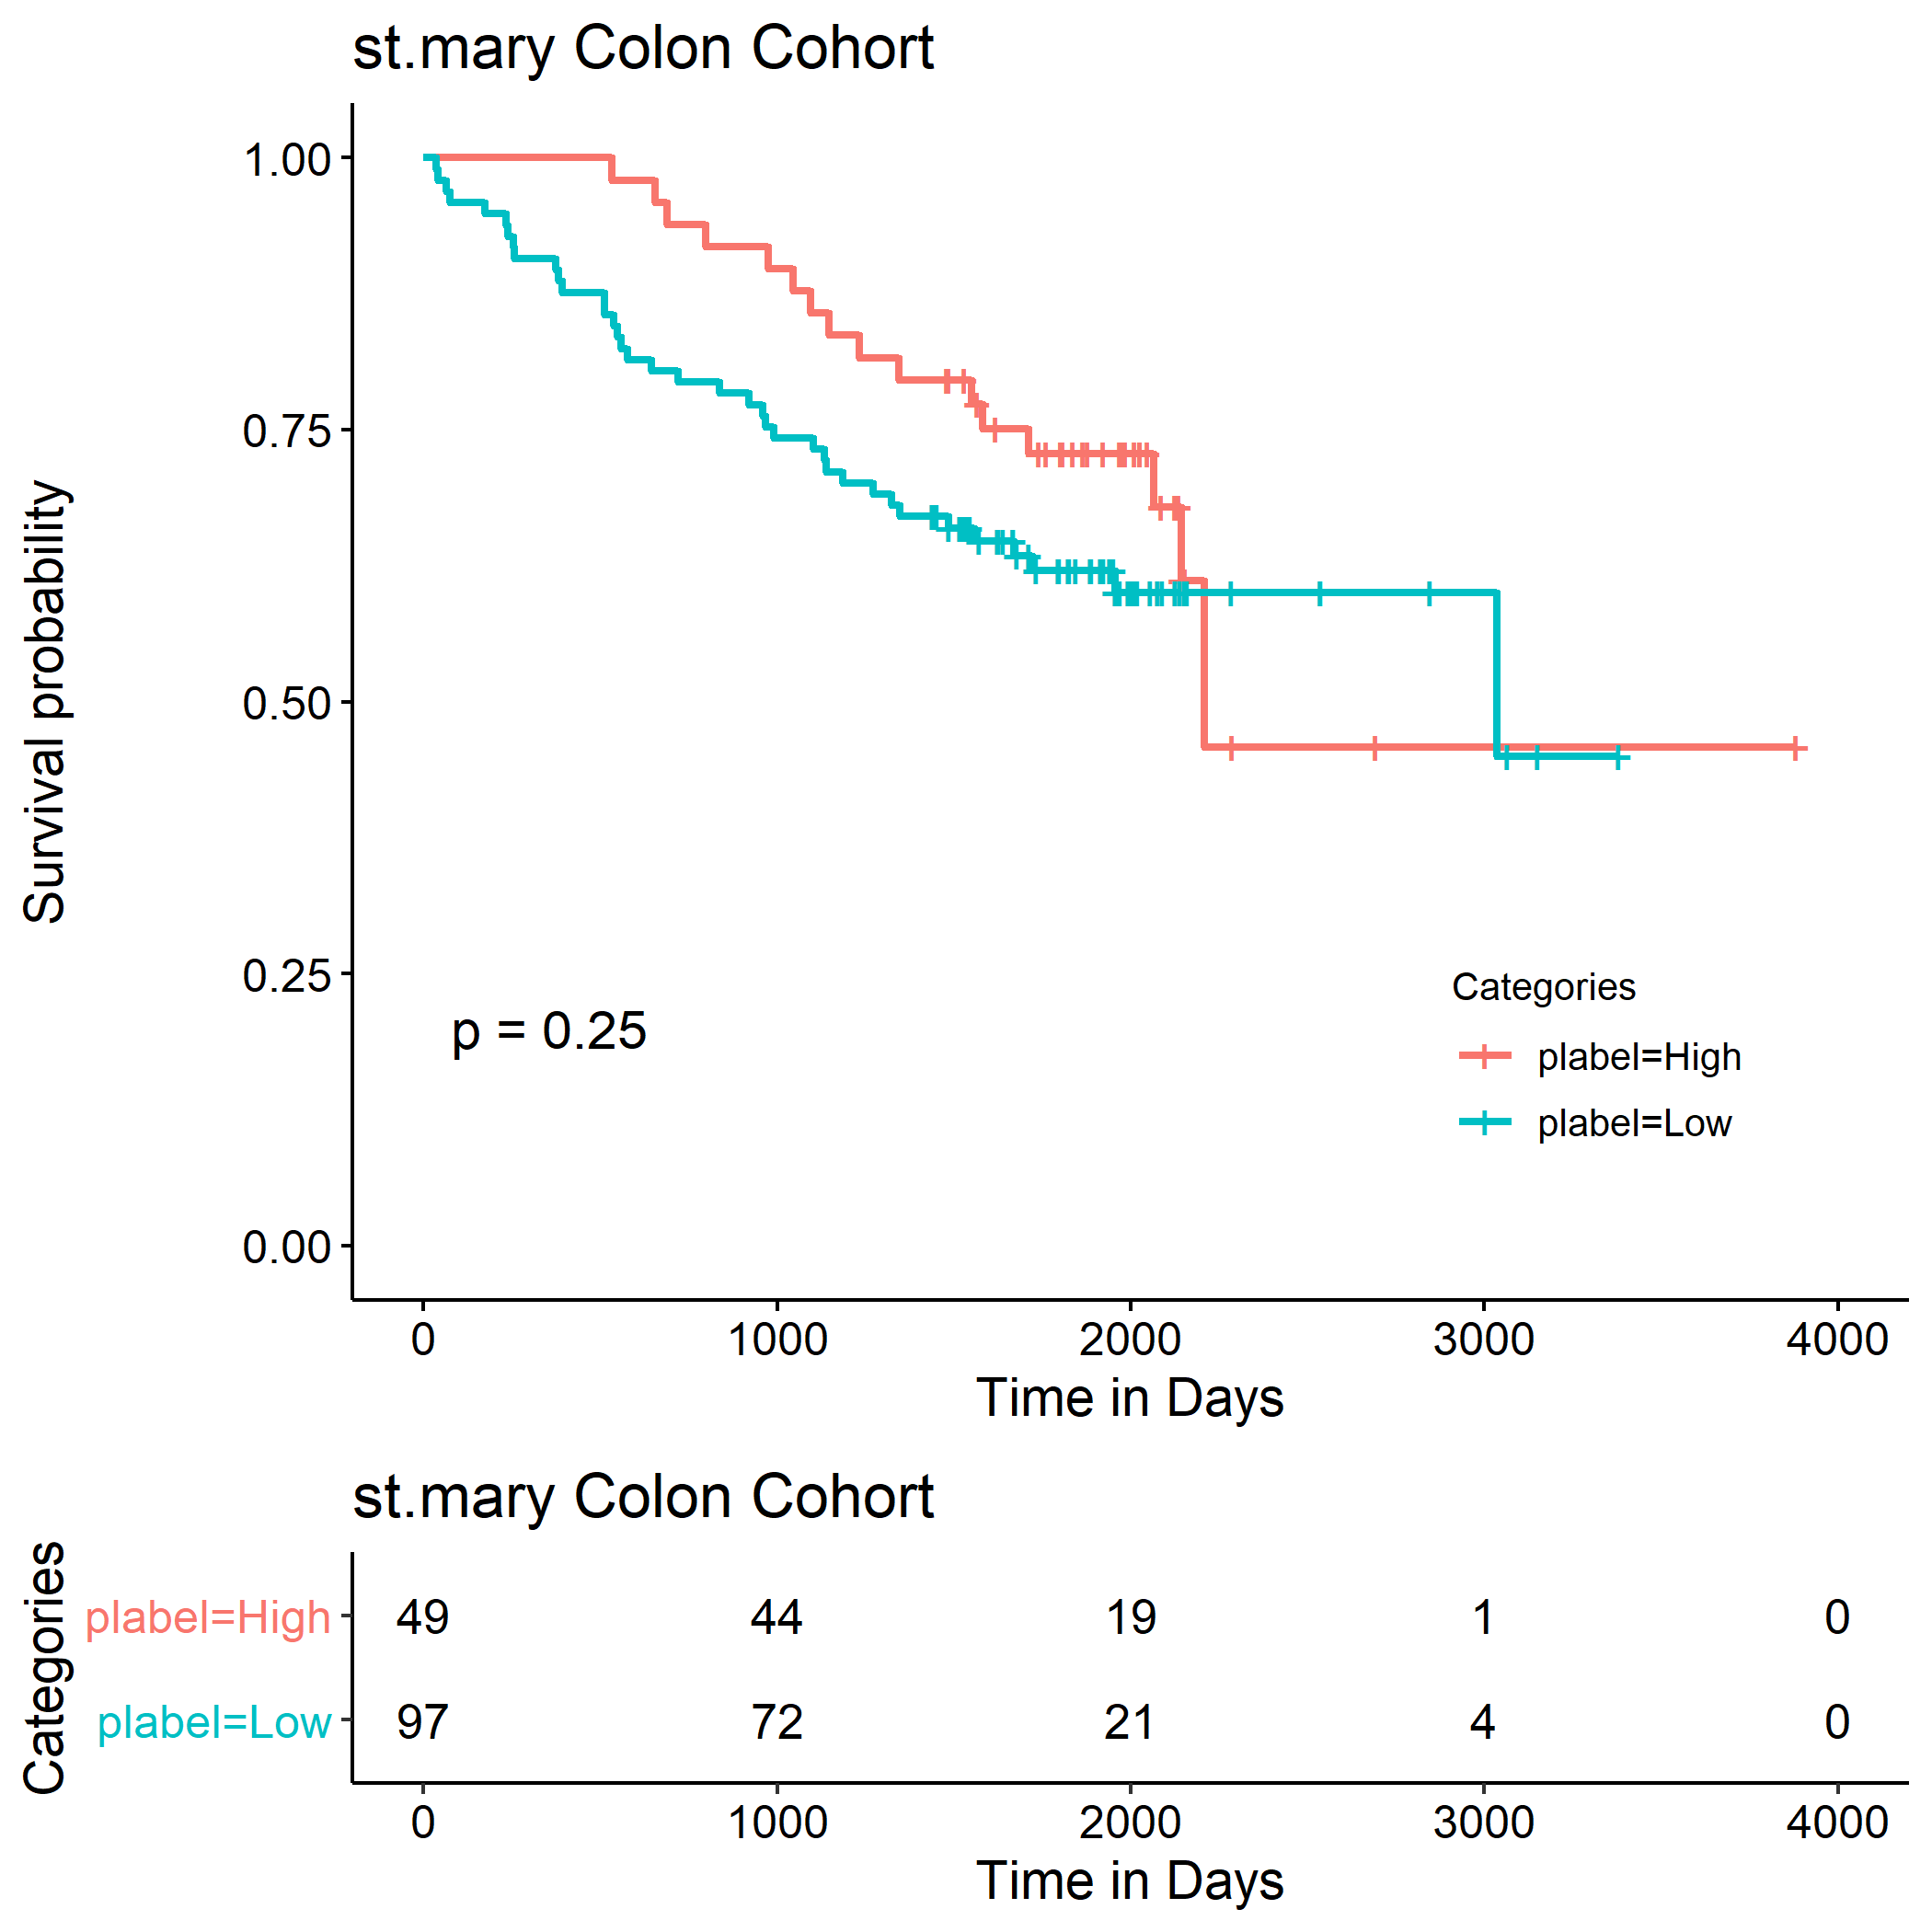 st.mary Colon Cohort
Survival probability
1.00
0.75
0.50
0.25
0.00
p = 0.25
Categories
plabel=High
plabel=Low
0 1000 2000 3000 4000
Time in Days
st.mary Colon Cohort
Categories
plabel=High 49 44 19 1 0
plabel=Low 97 72 21 4 0
0 1000 2000 3000 4000
Time in Days